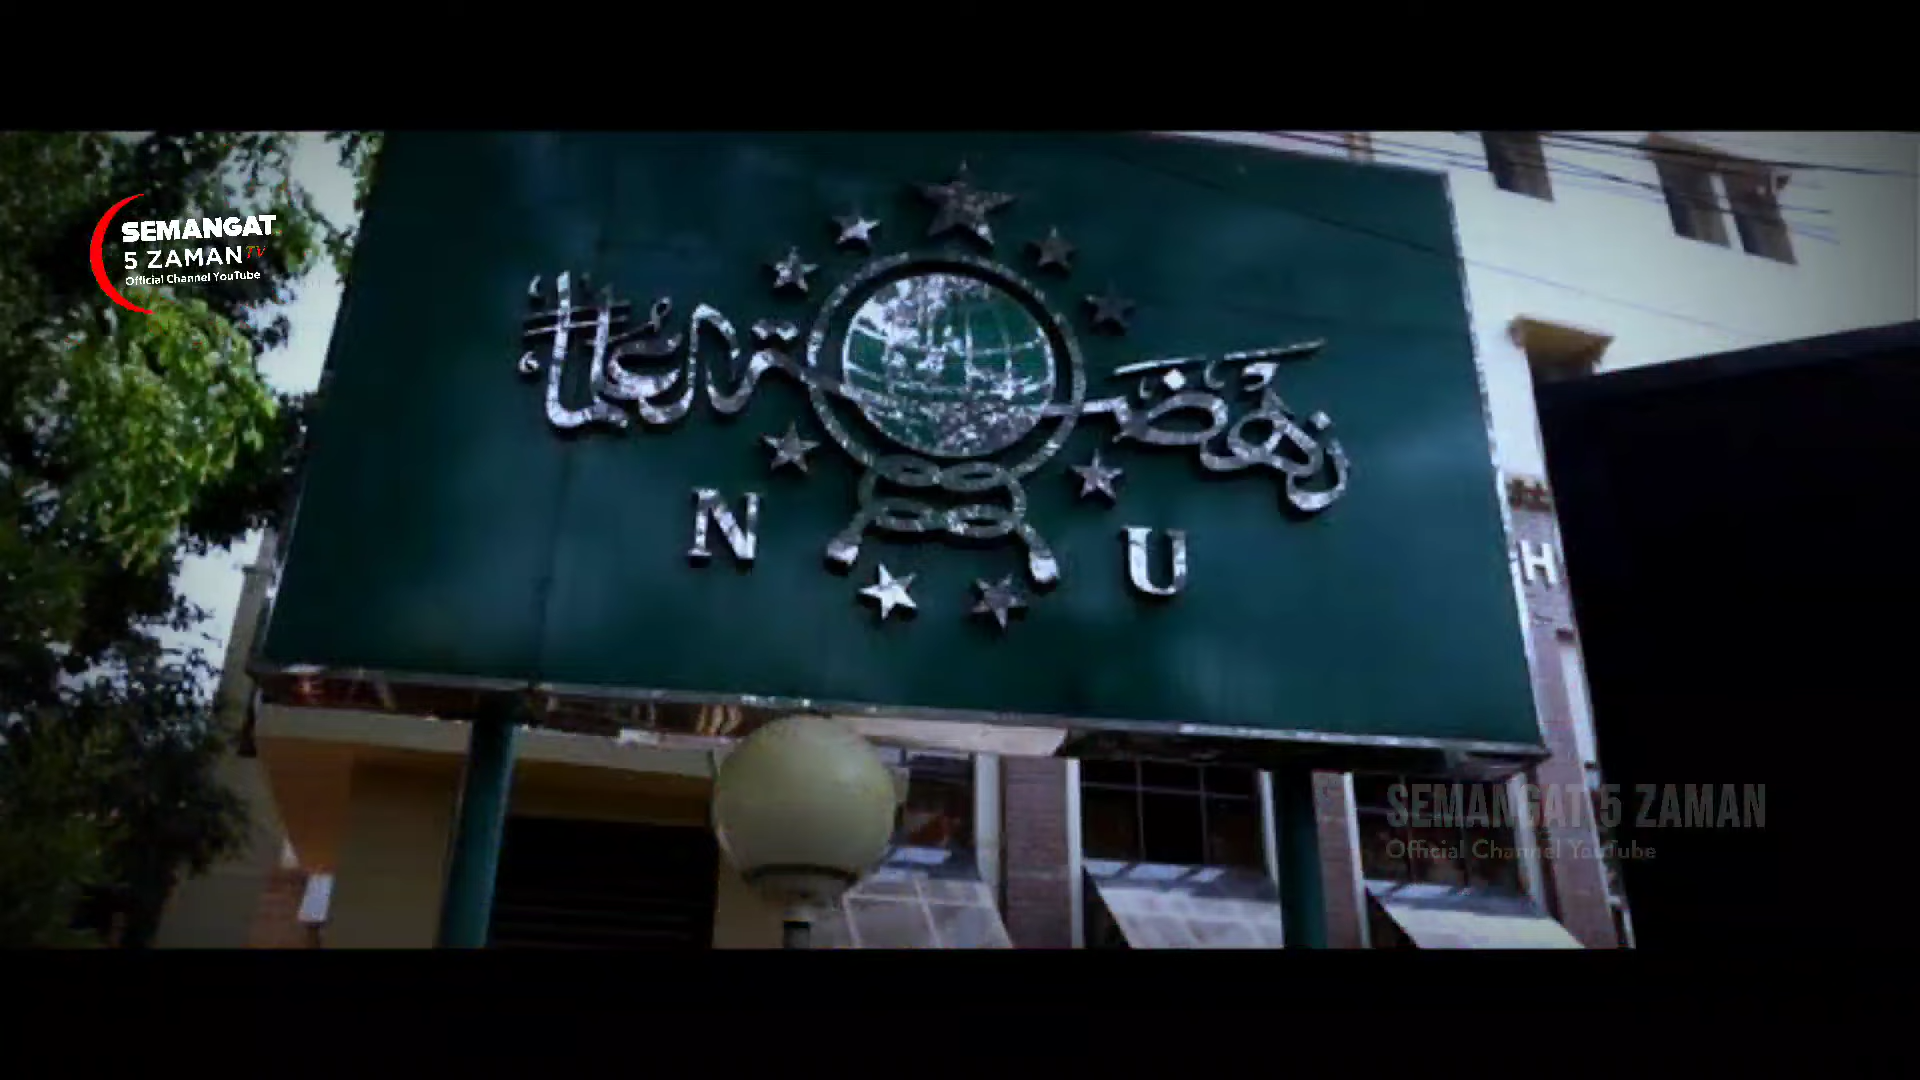 SEMANGAT
5 ZAMAN TV
Official Channel YouTube
نهضة العلماء
N U
H
SEMANGAT 5 ZAMAN
Official Channel YouTube